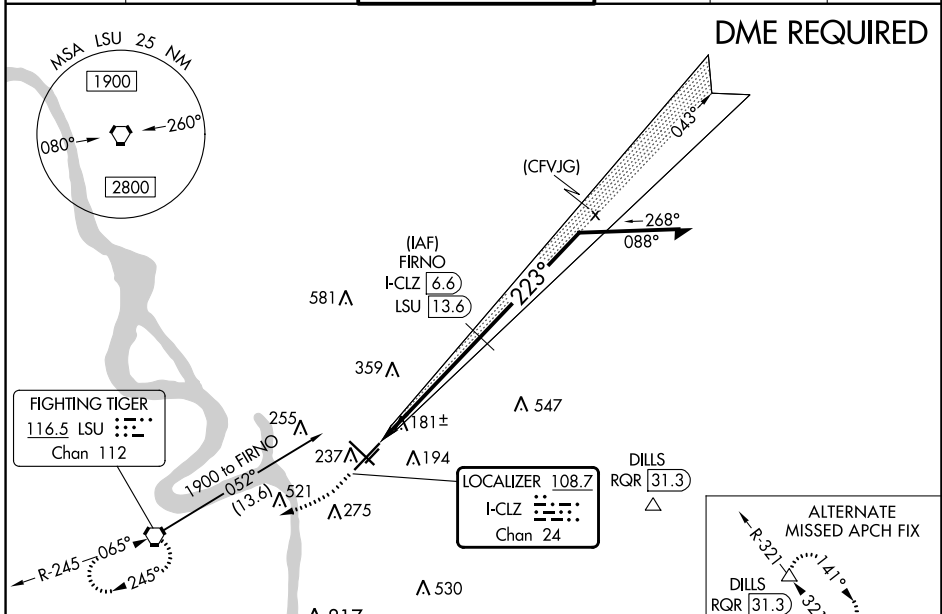 DME REQUIRED
MSA LSU 25 NM
1900
080°
260°
2800
043°
(CFVJG)
268°
088°
223°
(IAF)
FIRNO
I-CLZ 6.6
LSU 13.6
581
359
547
181±
255
237
194
521
275
530
FIGHTING TIGER
116.5 LSU
Chan 112
1900 to FIRNO
052°
(13.6)
LOCALIZER 108.7
I-CLZ
Chan 24
DILLS
RQR 31.3
R-245
065°
245°
ALTERNATE
MISSED APCH FIX
R-321
141°
DILLS
RQR 31.3